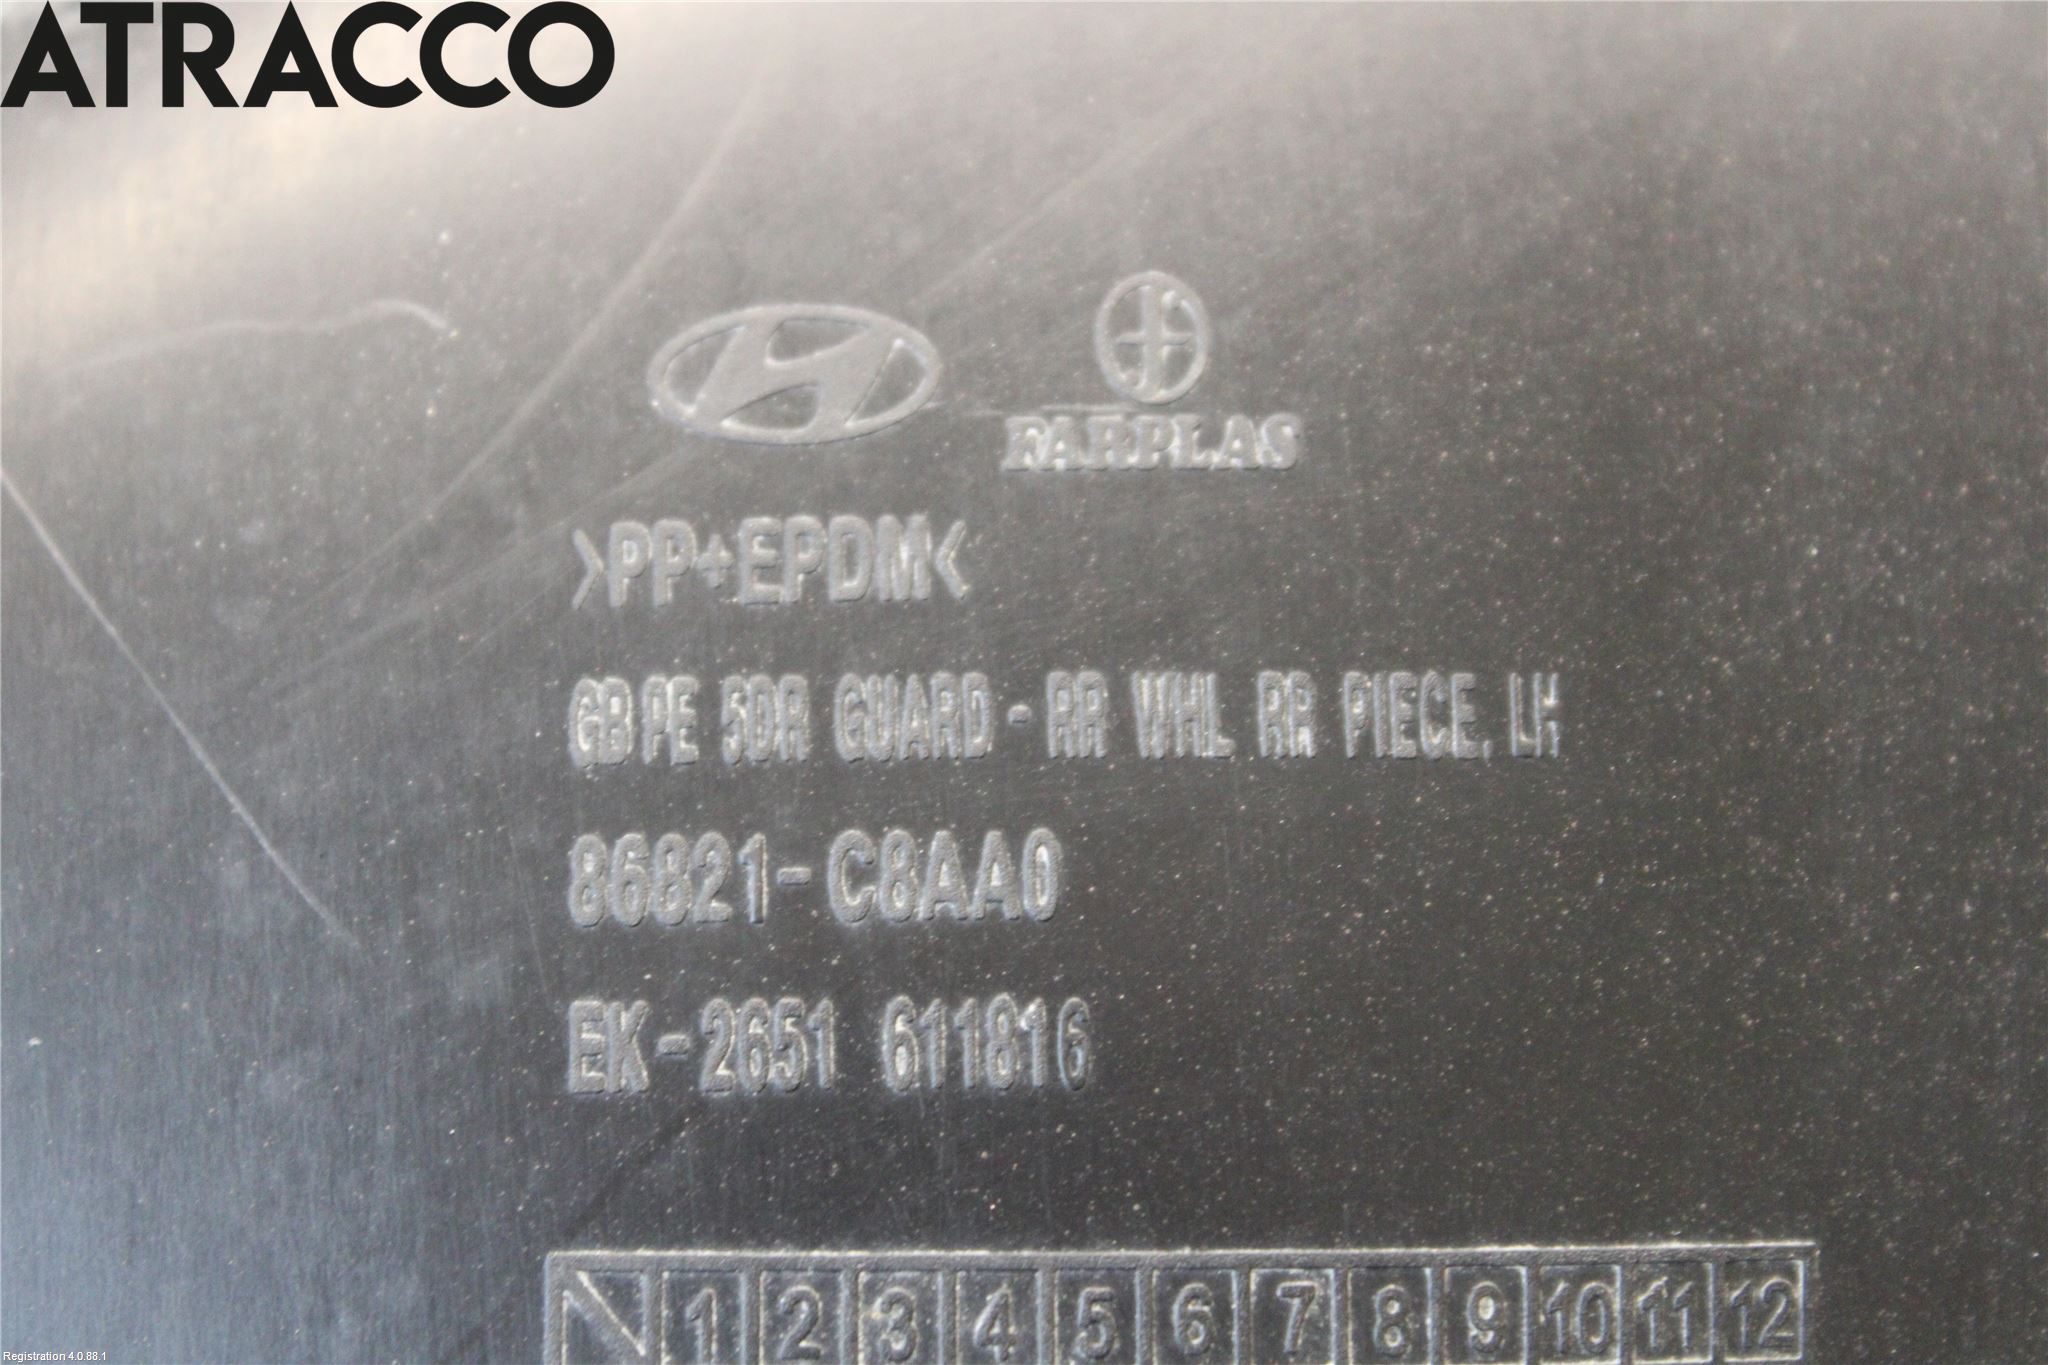 ATRACCO
FARPLAS
>PP+EPDM<
GB PE 5DR GUARD - RR WHL RR PIECE, LH
86821-C8AA0
EK-2651 611816
1 2 3 4 5 6 7 8 9 10 11 12
Registration 4.0.88.1